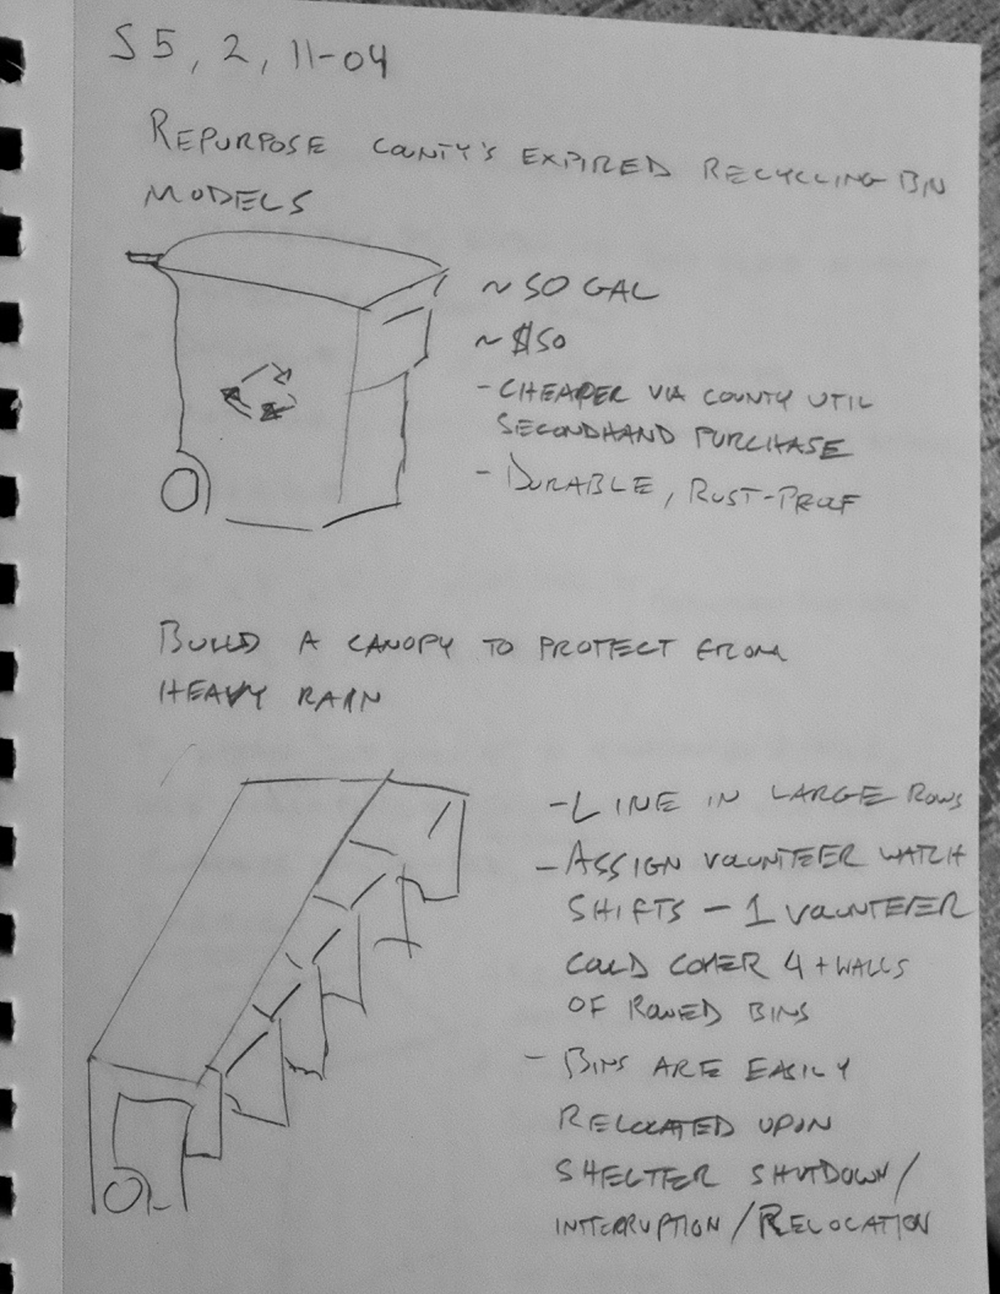 S5, 2, 11-04
REPURPOSE COUNTY'S EXPIRED RECYCLING BIN
MODELS
~ 50 GAL
~ $50
- CHEAPER VIA COUNTY UTIL
SECONDHAND PURCHASE
- DURABLE, RUST-PROOF
BUILD A CANOPY TO PROTECT FROM
HEAVY RAIN
- LINE IN LARGE ROWS
- ASSIGN VOLUNTEER WATCH
SHIFTS - 1 VOLUNTEER
COULD COVER 4+ WALLS
OF ROWED BINS
- BINS ARE EASILY
RELOCATED UPON
SHELTER SHUTDOWN/
INTERRUPTION/RELOCATION